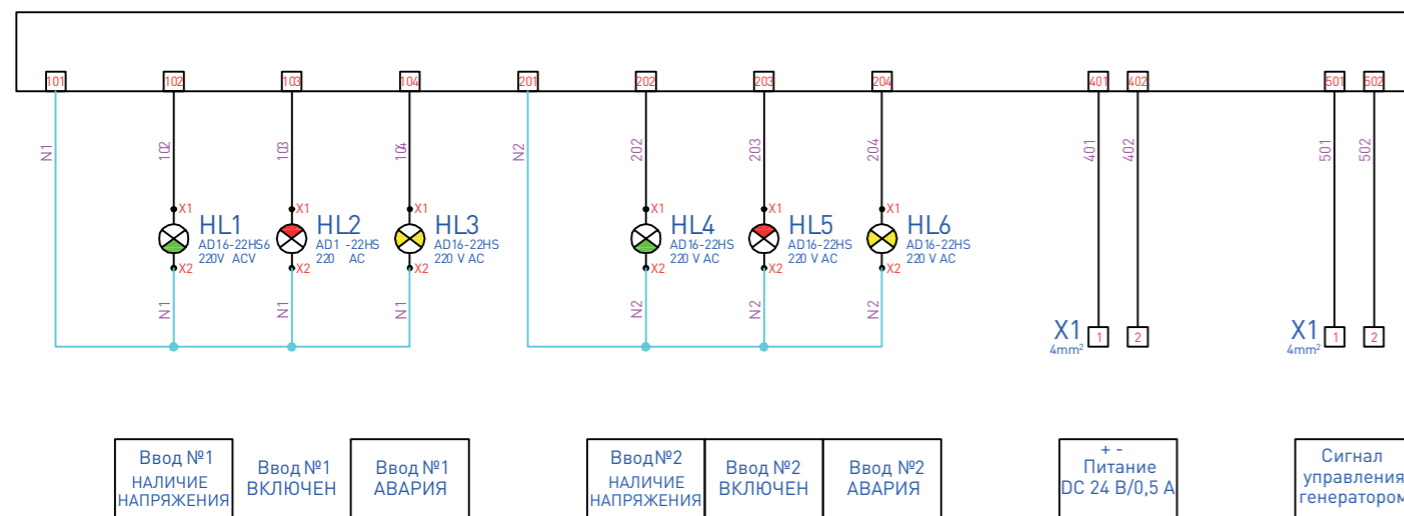 101 102 103 104 201 202 203 204 401 402 501 502
N1 102 103 104 N2 202 203 204 401 402 501 502
X1 X1 X1 X1 X1 X1
HL1 HL2 HL3 HL4 HL5 HL6
AD16-22HS6 AD1 -22HS AD16-22HS AD16-22HS AD16-22HS AD16-22HS
220V ACV 220 AC 220 V AC 220 V AC 220 V AC 220 V AC
X2 X2 X2 X2 X2 X2
N1 N1 N1 N2 N2 N2
X1 1 2 X1 1 2
4mm² 4mm²
Ввод №1
НАЛИЧИЕ
НАПРЯЖЕНИЯ
Ввод №1
ВКЛЮЧЕН
Ввод №1
АВАРИЯ
Ввод№2
НАЛИЧИЕ
НАПРЯЖЕНИЯ
Ввод №2
ВКЛЮЧЕН
Ввод №2
АВАРИЯ
+ -
Питание
DC 24 В/0,5 А
Сигнал
управления
генератором